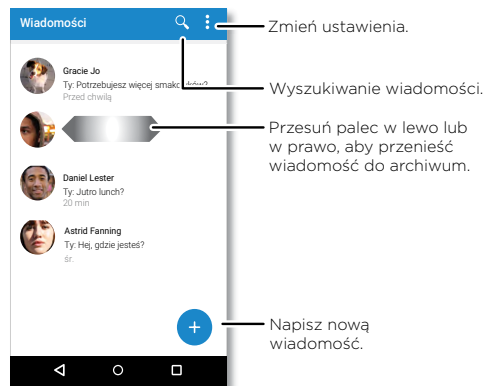 Wiadomości
Zmień ustawienia.
Gracie Jo
Ty: Potrzebujesz więcej
Przed chwilą
Wyszukiwanie wiadomości.
Przesuń palec w lewo lub
w prawo, aby przenieść
wiadomość do archiwum.
Daniel Lester
Ty: Jutro lunch?
20 min
Astrid Fanning
Ty: Hej, gdzie jesteś?
śr.
Napisz nową
wiadomość.